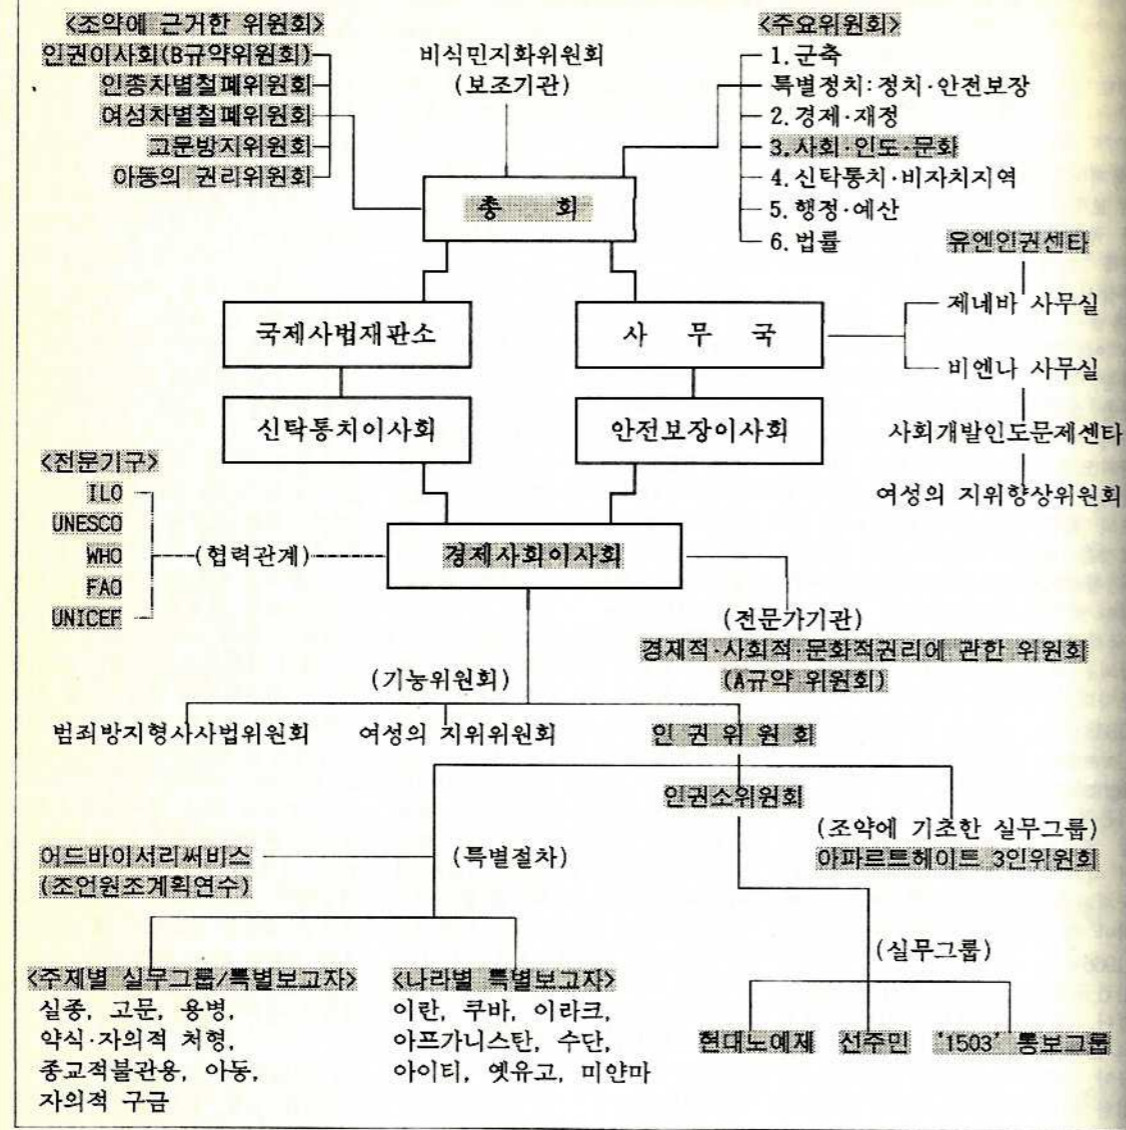 <조약에 근거한 위원회>
인권이사회(B규약위원회)
인종차별철폐위원회
여성차별철폐위원회
고문방지위원회
아동의 권리위원회
비식민지화위원회
(보조기관)
<주요위원회>
1. 군축
특별정치: 정치·안전보장
2. 경제·재정
3. 사회·인도·문화
4. 신탁통치·비자치지역
5. 행정·예산
6. 법률
총 회
유엔인권센타
제네바 사무실
비엔나 사무실
사회개발인도문제센타
여성의 지위향상위원회
국제사법재판소
사 무 국
신탁통치이사회
안전보장이사회
<전문기구>
ILO
UNESCO
WHO
FAO
UNICEF
(협력관계)
경제사회이사회
(전문가기관)
경제적·사회적·문화적권리에 관한 위원회
(A규약 위원회)
(기능위원회)
범죄방지형사사법위원회
여성의 지위위원회
인 권 위 원 회
인권소위원회
(조약에 기초한 실무그룹)
아파르트헤이트 3인위원회
어드바이서리써비스
(조언원조계획연수)
(특별절차)
(실무그룹)
<주제별 실무그룹/특별보고자>
실종, 고문, 용병,
약식·자의적 처형,
종교적불관용, 아동,
자의적 구금
<나라별 특별보고자>
이란, 쿠바, 이라크,
아프가니스탄, 수단,
아이티, 옛유고, 미얀마
현대노예제
선주민
'1503' 통보그룹